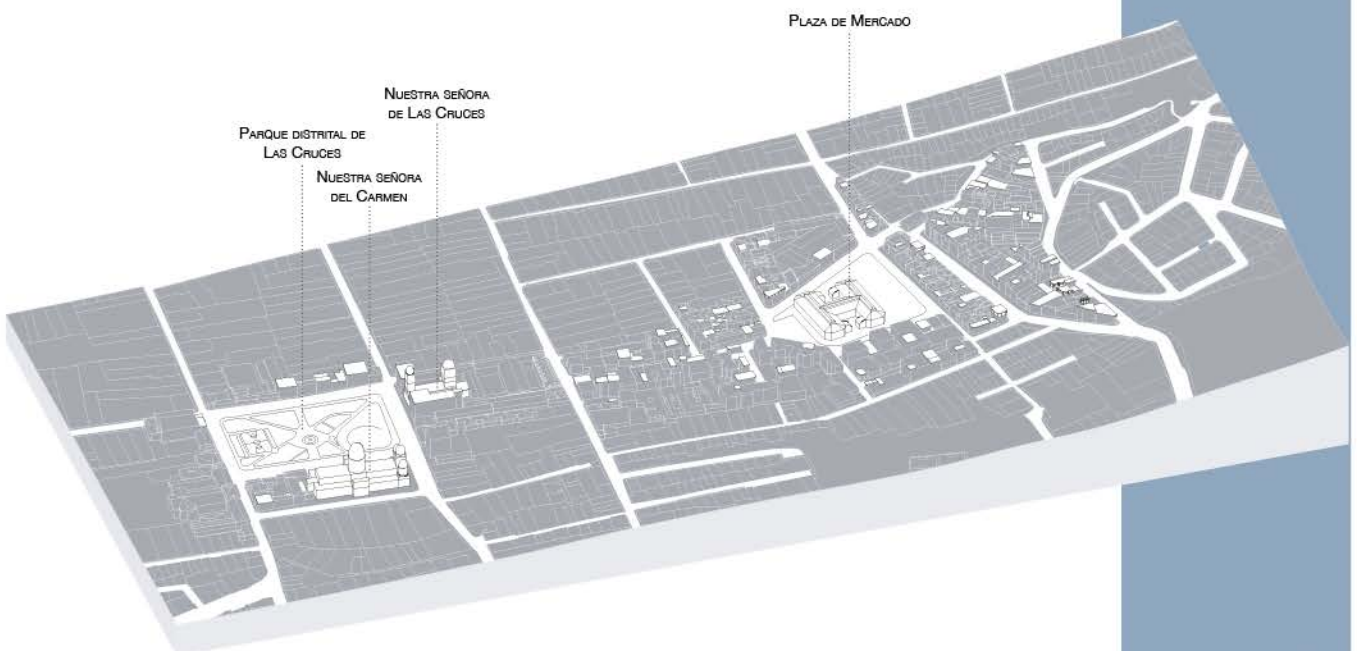 Plaza de Mercado
Nuestra señora
de Las Cruces
Parque distrital de
Las Cruces
Nuestra señora
del Carmen